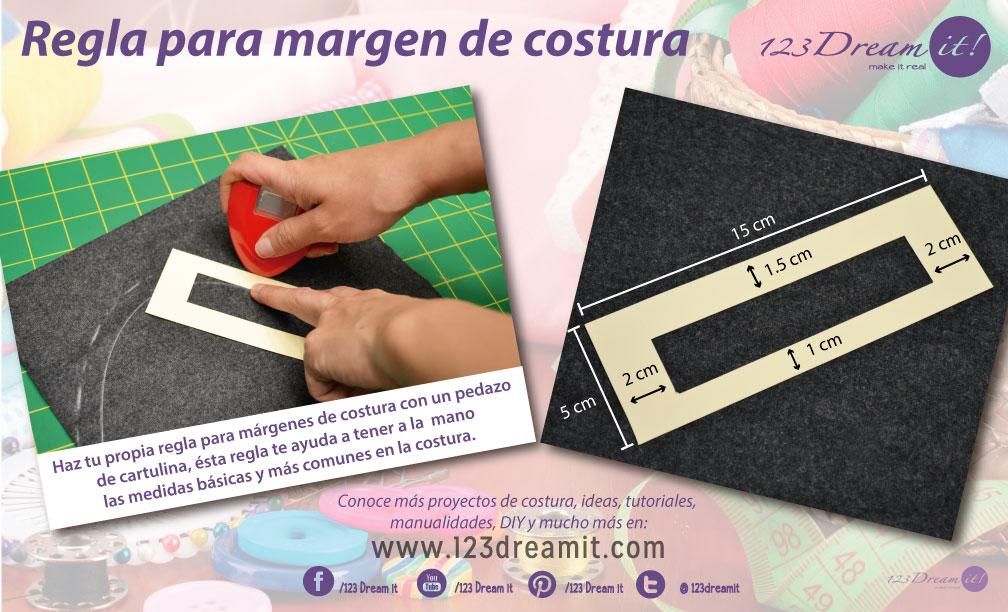 Regla para margen de costura
123Dream it!
make it real
15 cm
1.5 cm
2 cm
2 cm
1 cm
5 cm
Haz tu propia regla para márgenes de costura con un pedazo
de cartulina, ésta regla te ayuda a tener a la mano
las medidas básicas y más comunes en la costura.
Conoce más proyectos de costura, ideas, tutoriales,
manualidades, DIY y mucho más en:
www.123dreamit.com
f /123 Dream It You Tube /123 Dream It /123 Dream It t @123dreamit
123Dream it!
48